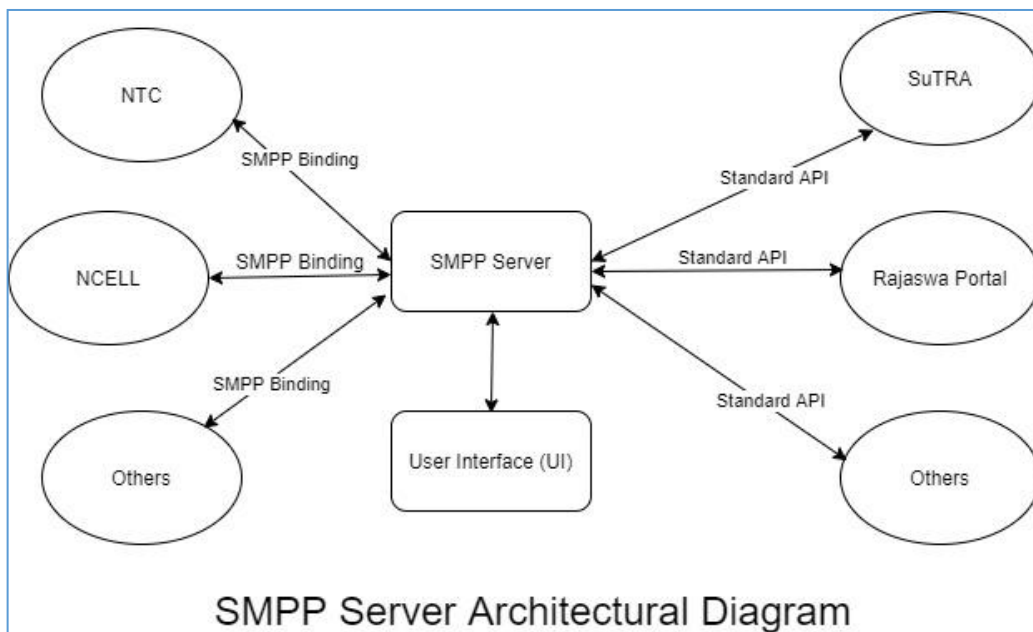 NTC
SuTRA
SMPP Binding
Standard API
NCELL
SMPP Binding
SMPP Server
Standard API
Rajaswa Portal
SMPP Binding
Standard API
Others
User Interface (UI)
Others
SMPP Server Architectural Diagram